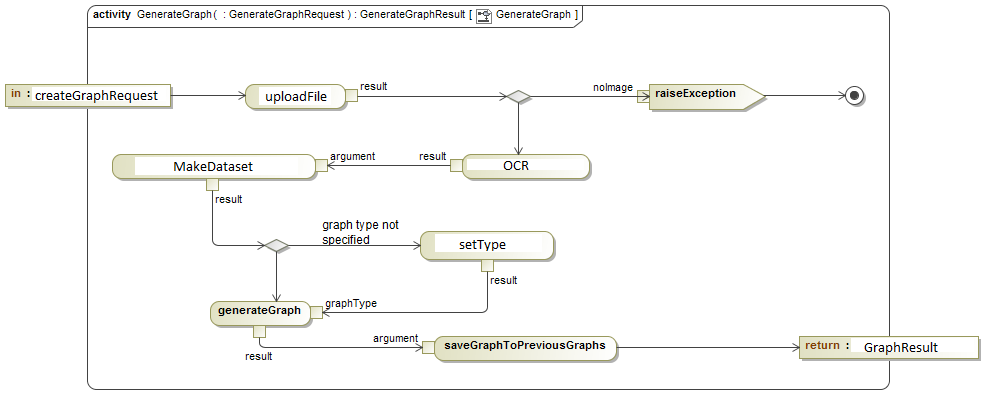 activity GenerateGraph( : GenerateGraphRequest ) : GenerateGraphResult [ GenerateGraph ]
in : createGraphRequest
uploadFile
result
noImage
raiseException
MakeDataset
argument
result
OCR
result
graph type not
specified
setType
result
generateGraph
graphType
result
argument
saveGraphToPreviousGraphs
return : GraphResult